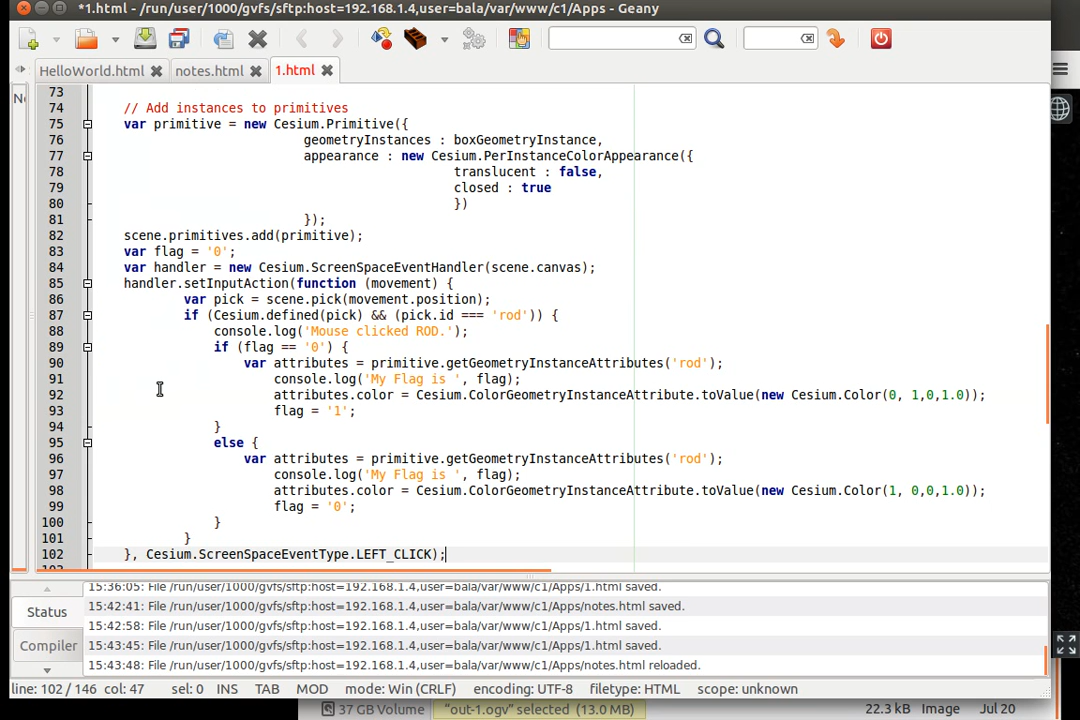 *1.html - /run/user/1000/gvfs/sftp:host=192.168.1.4,user=bala/var/www/c1/Apps - Geany
HelloWorld.html notes.html 1.html
73
74 // Add instances to primitives
75 var primitive = new Cesium.Primitive({
76 geometryInstances : boxGeometryInstance,
77 appearance : new Cesium.PerInstanceColorAppearance({
78 translucent : false,
79 closed : true
80 })
81 });
82 scene.primitives.add(primitive);
83 var flag = '0';
84 var handler = new Cesium.ScreenSpaceEventHandler(scene.canvas);
85 handler.setInputAction(function (movement) {
86 var pick = scene.pick(movement.position);
87 if (Cesium.defined(pick) && (pick.id === 'rod')) {
88 console.log('Mouse clicked ROD.');
89 if (flag == '0') {
90 var attributes = primitive.getGeometryInstanceAttributes('rod');
91 console.log('My Flag is ', flag);
92 attributes.color = Cesium.ColorGeometryInstanceAttribute.toValue(new Cesium.Color(0, 1,0,1.0));
93 flag = '1';
94 }
95 else {
96 var attributes = primitive.getGeometryInstanceAttributes('rod');
97 console.log('My Flag is ', flag);
98 attributes.color = Cesium.ColorGeometryInstanceAttribute.toValue(new Cesium.Color(1, 0,0,1.0));
99 flag = '0';
100 }
101 }
102 }, Cesium.ScreenSpaceEventType.LEFT_CLICK);
15:36:05: File /run/user/1000/gvfs/sftp:host=192.168.1.4,user=bala/var/www/c1/Apps/1.html saved.
Status 15:42:41: File /run/user/1000/gvfs/sftp:host=192.168.1.4,user=bala/var/www/c1/Apps/notes.html saved.
15:42:58: File /run/user/1000/gvfs/sftp:host=192.168.1.4,user=bala/var/www/c1/Apps/1.html saved.
Compiler 15:43:45: File /run/user/1000/gvfs/sftp:host=192.168.1.4,user=bala/var/www/c1/Apps/1.html saved.
15:43:48: File /run/user/1000/gvfs/sftp:host=192.168.1.4,user=bala/var/www/c1/Apps/notes.html reloaded.
line: 102 / 146 col: 47 sel: 0 INS TAB MOD mode: Win (CRLF) encoding: UTF-8 filetype: HTML scope: unknown
37 GB Volume "out-1.ogv" selected (13.0 MB) 22.3 kB Image Jul 20